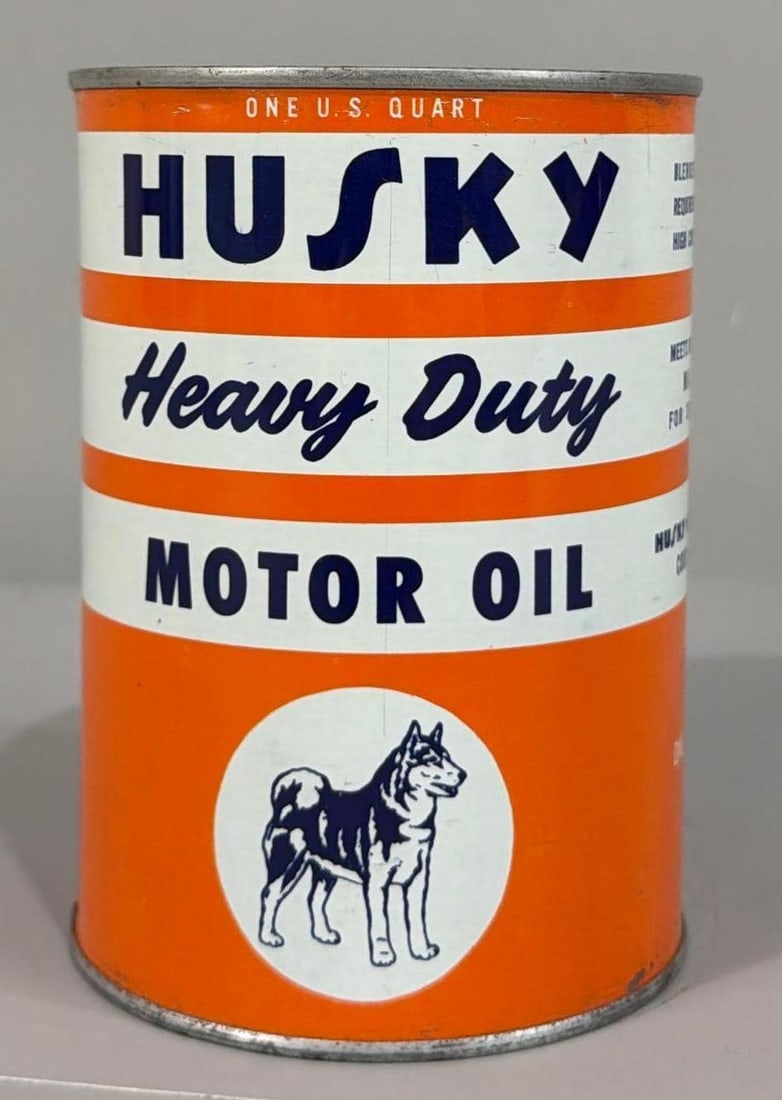 ONE U.S. QUART
HUSKY
Heavy Duty
MOTOR OIL